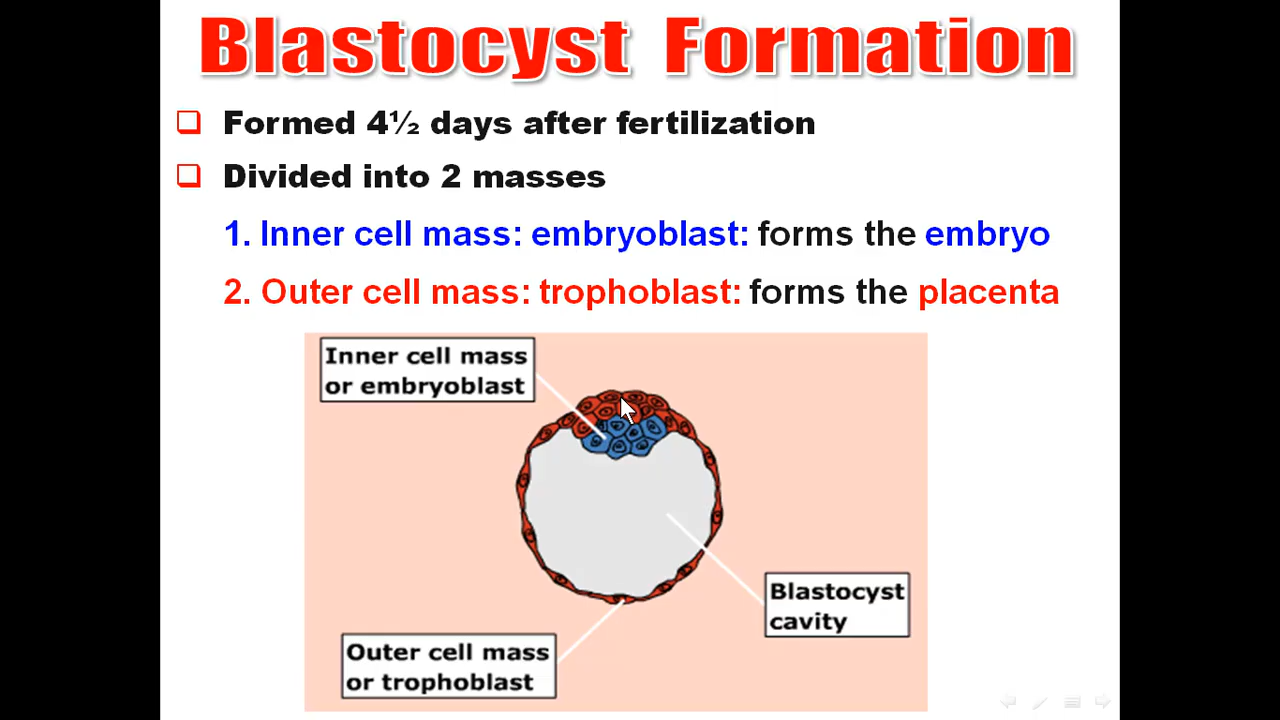 Blastocyst Formation
❑ Formed 4½ days after fertilization
❑ Divided into 2 masses
1. Inner cell mass: embryoblast: forms the embryo
2. Outer cell mass: trophoblast: forms the placenta
Inner cell mass
or embryoblast
Blastocyst
cavity
Outer cell mass
or trophoblast